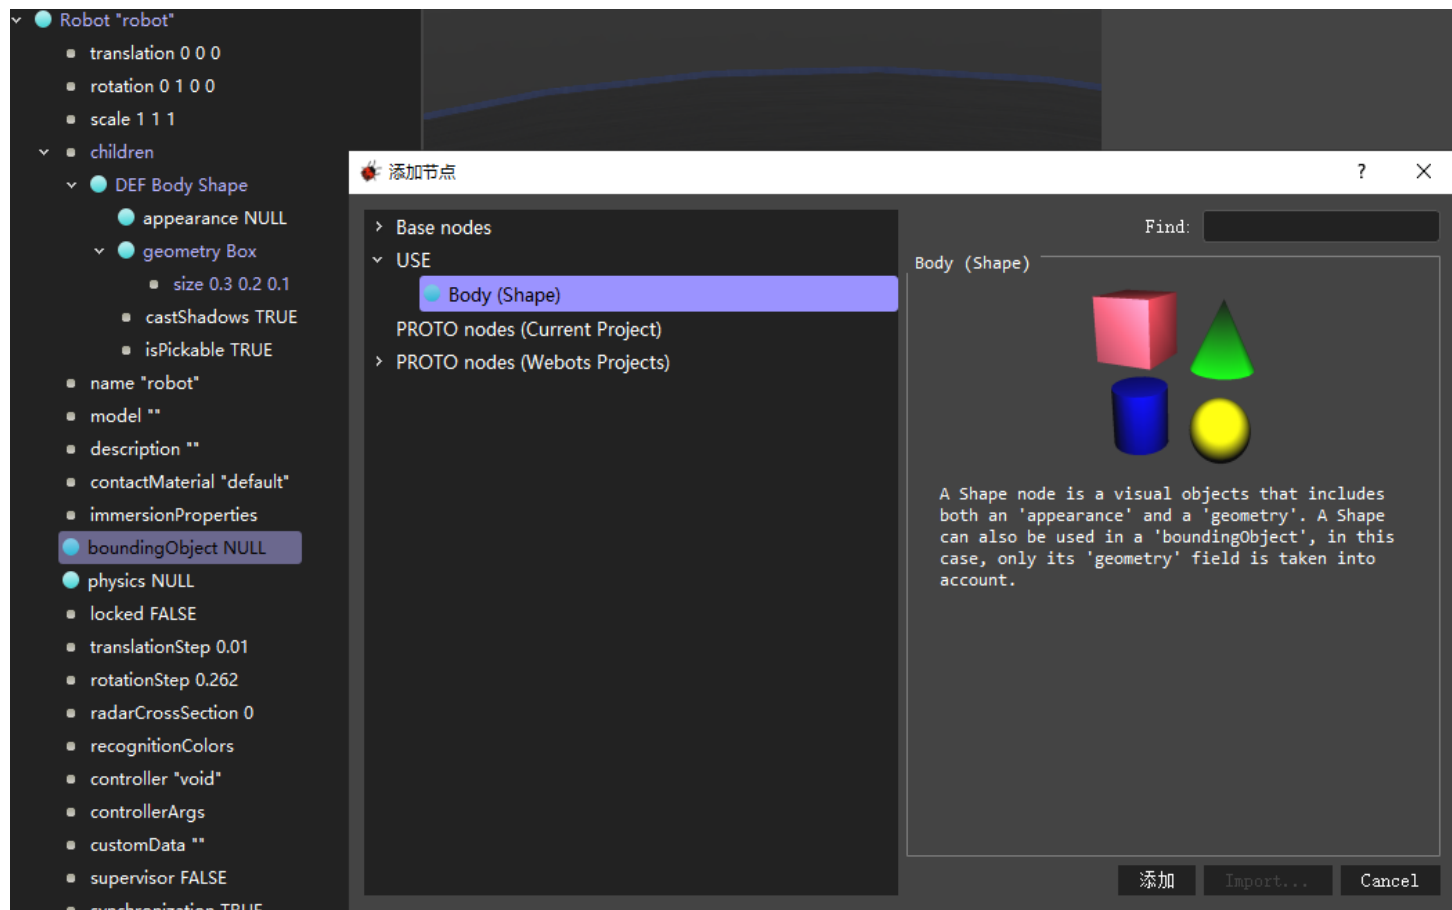 Robot "robot"
translation 0 0 0
rotation 0 1 0 0
scale 1 1 1
children
DEF Body Shape
appearance NULL
geometry Box
size 0.3 0.2 0.1
castShadows TRUE
isPickable TRUE
name "robot"
model ""
description ""
contactMaterial "default"
immersionProperties
boundingObject NULL
physics NULL
locked FALSE
translationStep 0.01
rotationStep 0.262
radarCrossSection 0
recognitionColors
controller "void"
controllerArgs
customData ""
supervisor FALSE
synchronization TRUE
添加节点
?
Base nodes
USE
Body (Shape)
PROTO nodes (Current Project)
PROTO nodes (Webots Projects)
Find:
Body (Shape)
A Shape node is a visual objects that includes
both an 'appearance' and a 'geometry'. A Shape
can also be used in a 'boundingObject', in this
case, only its 'geometry' field is taken into
account.
添加
Import...
Cancel